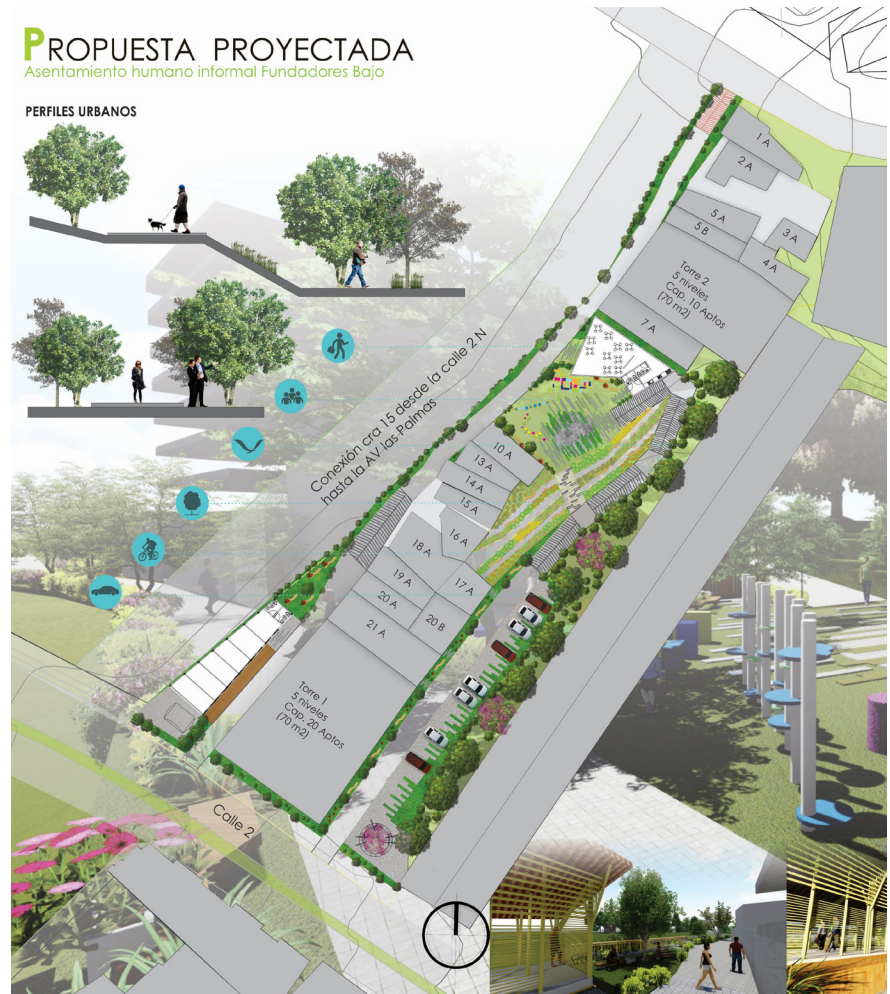 PROPUESTA PROYECTADA
Asentamiento humano informal Fundadores Bajo
PERFILES URBANOS
1 A
2 A
3 A
4 A
5 A
5 B
Torre 2
5 niveles
Cap. 10 Aptos
(70 m2)
7 A
Conexión cra 15 desde la calle 2 N
hasta la AV las Palmas
10 A
13 A
14 A
15 A
16 A
18 A
17 A
19 A
20 A
20 B
21 A
Torre 1
5 niveles
Cap. 20 Aptos
(70 m2)
Calle 2